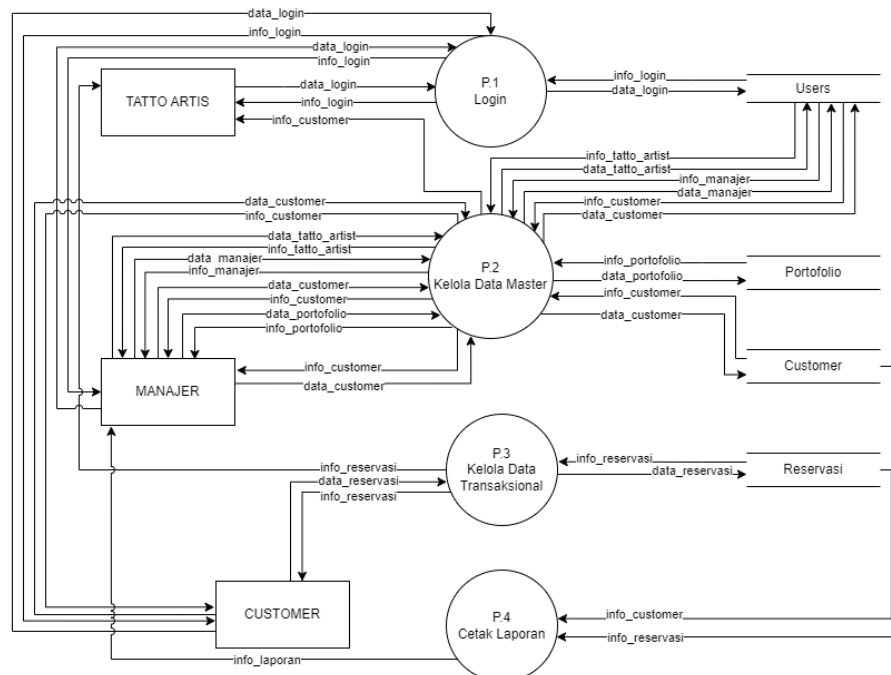 data_login
info_login
data_login
info_login
P.1
Login
info_login
data_login
Users
TATTO ARTIS
data_login
info_login
info_customer
info_tatto_artist
data_tatto_artist
info_manajer
data_manajer
info_customer
data_customer
data_customer
info_customer
data_tatto_artist
info_tatto_artist
data_manajer
info_manajer
data_customer
info_customer
data_portofolio
info_portofolio
P.2
Kelola Data Master
info_portofolio
data_portofolio
Portofolio
info_customer
data_customer
Customer
info_customer
data_customer
MANAJER
P.3
Kelola Data
Transaksional
info_reservasi
data_reservasi
info_reservasi
info_reservasi
data_reservasi
Reservasi
CUSTOMER
P.4
Cetak Laporan
info_customer
info_reservasi
info_laporan